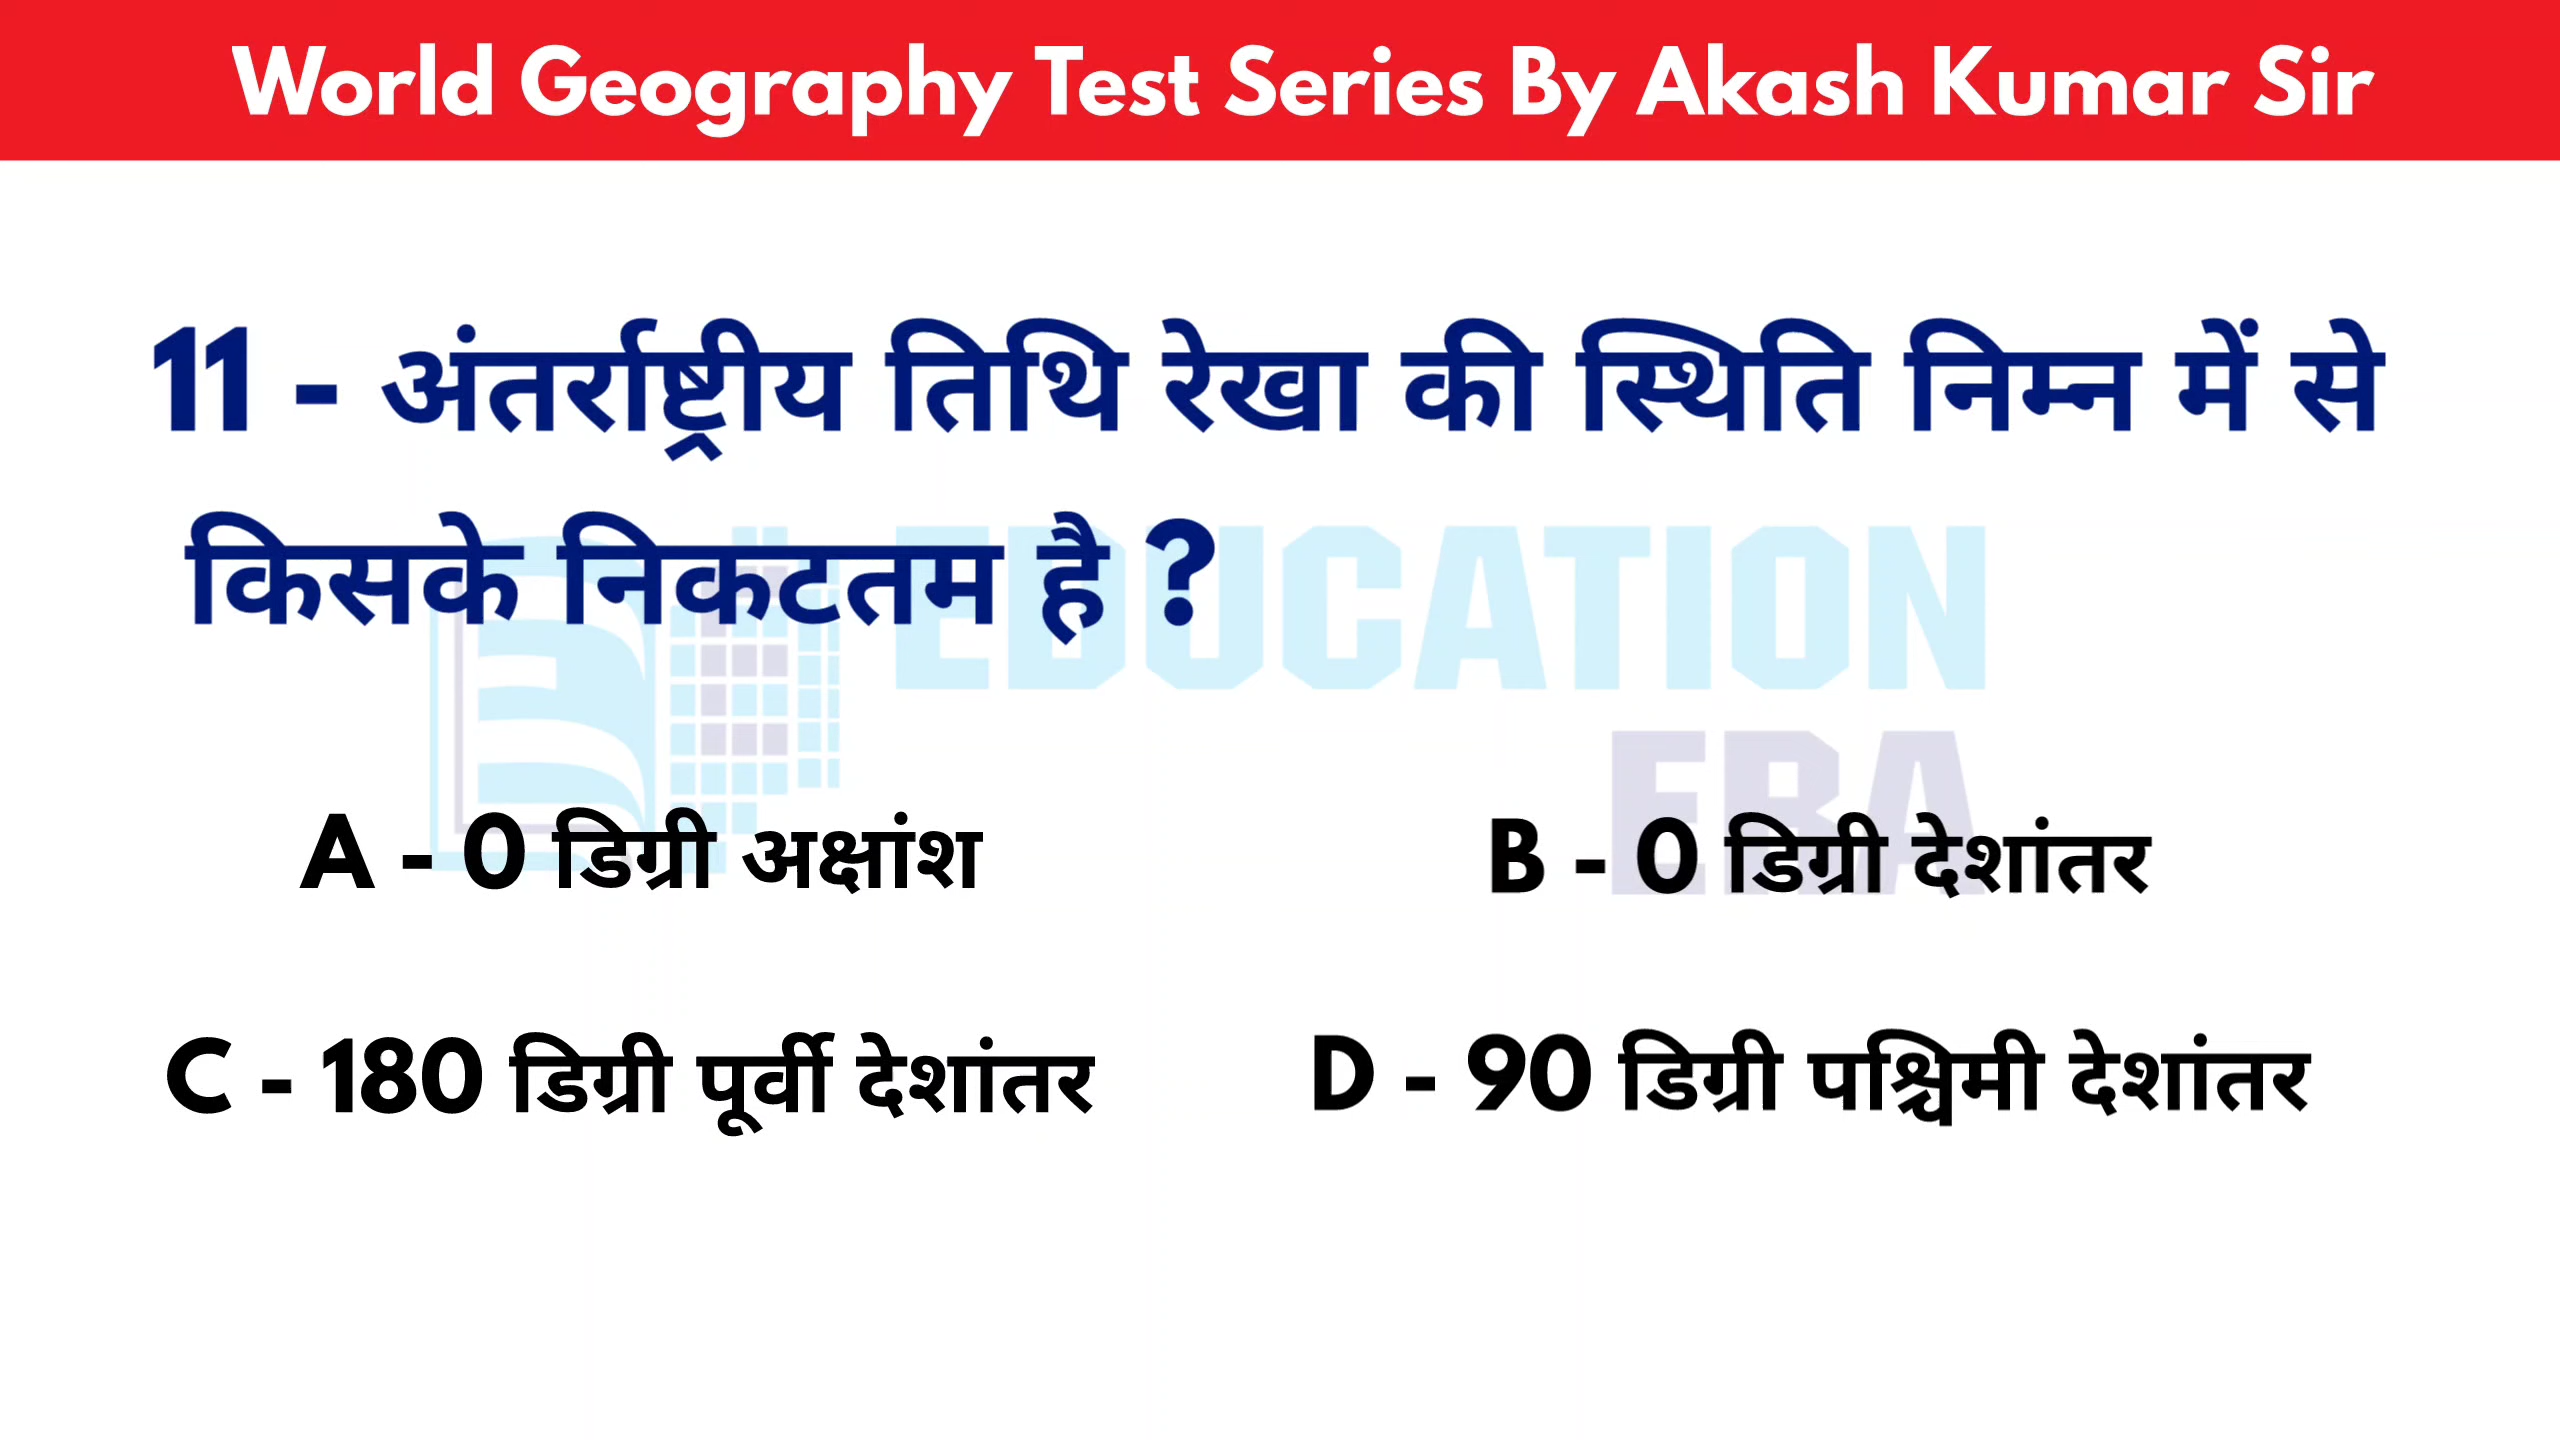 World Geography Test Series By Akash Kumar Sir
11 - अंतर्राष्ट्रीय तिथि रेखा की स्थिति निम्न में से
किसके निकटतम है ?
EDUCATION
ERA
A - 0 डिग्री अक्षांश
B - 0 डिग्री देशांतर
C - 180 डिग्री पूर्वी देशांतर
D - 90 डिग्री पश्चिमी देशांतर